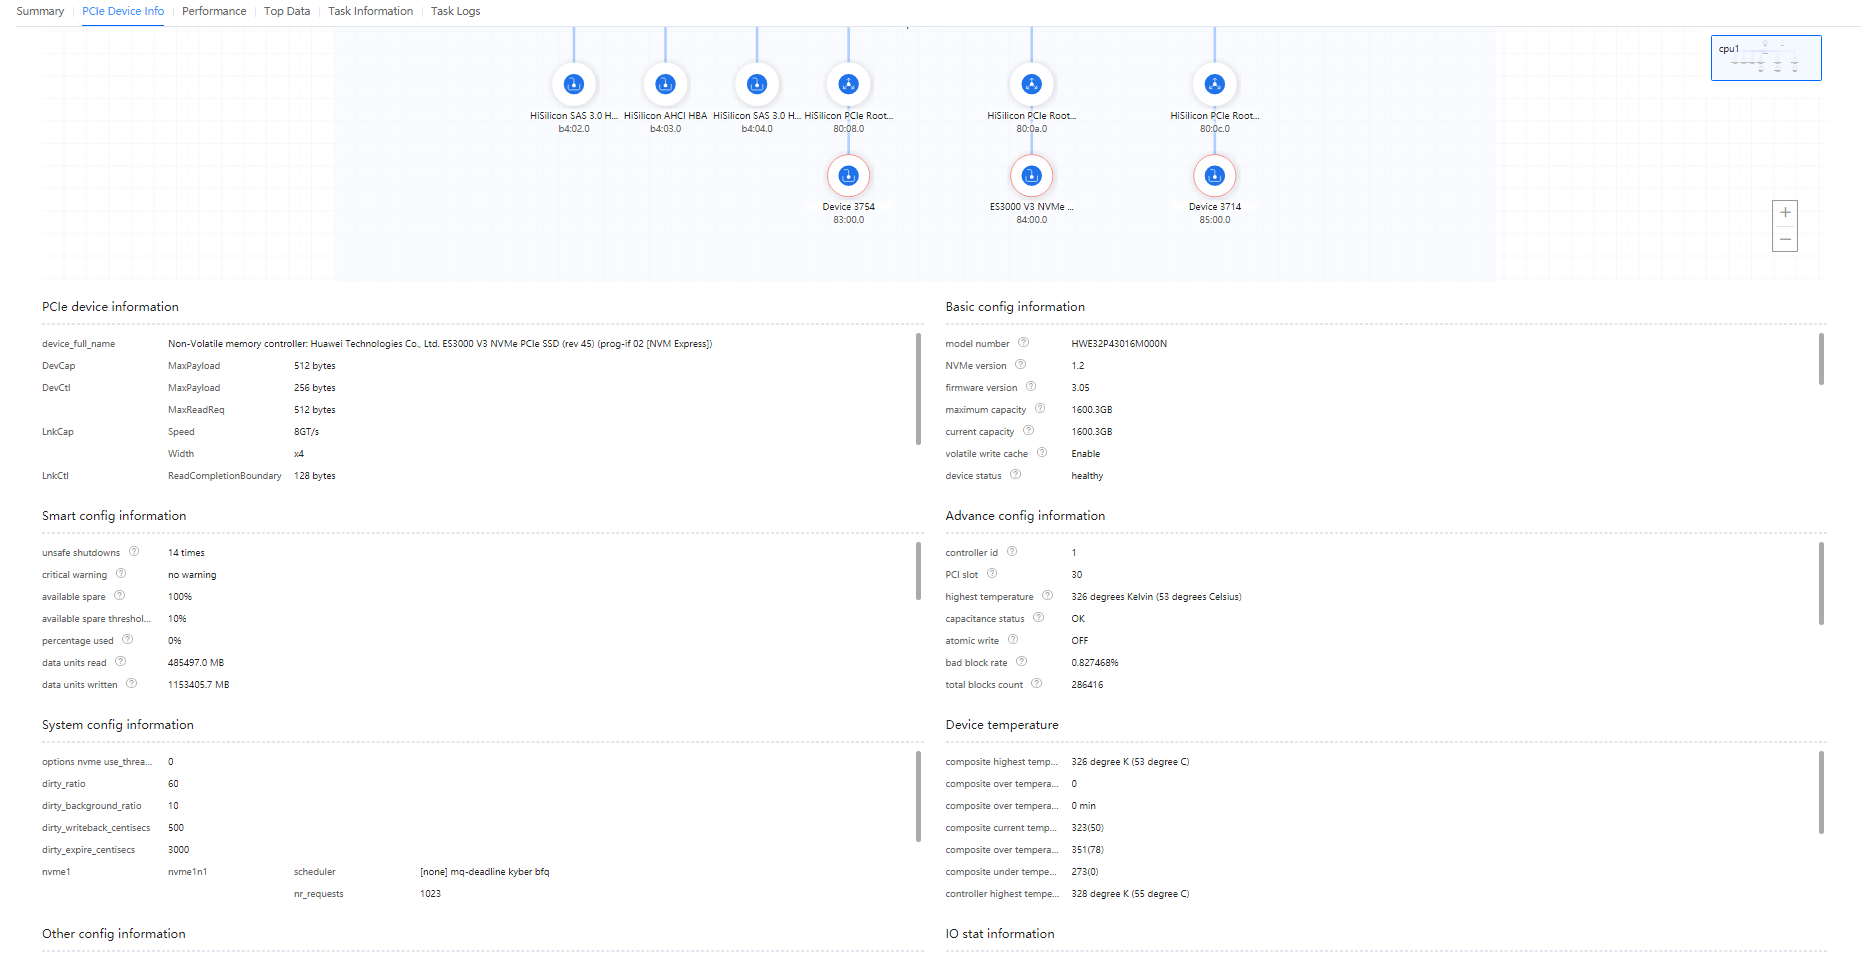 Summary PCIe Device Info Performance Top Data Task Information Task Logs
cpu1
HiSilicon SAS 3.0 H... HiSilicon AHCI HBA HiSilicon SAS 3.0 H... HiSilicon PCIe Root... HiSilicon PCIe Root... HiSilicon PCIe Root...
b4:02.0 b4:03.0 b4:04.0 80:08.0 80:0a.0 80:0c.0
Device 3754 ES3000 V3 NVMe ... Device 3714
83:00.0 84:00.0 85:00.0
PCIe device information
device_full_name Non-Volatile memory controller: Huawei Technologies Co., Ltd. ES3000 V3 NVMe PCIe SSD (rev 45) (prog-if 02 [NVM Express])
DevCap MaxPayload 512 bytes
DevCtl MaxPayload 256 bytes
MaxReadReq 512 bytes
LnkCap Speed 8GT/s
Width x4
LnkCtl ReadCompletionBoundary 128 bytes
Basic config information
model number HWE32P43016M000N
NVMe version 1.2
firmware version 3.05
maximum capacity 1600.3GB
current capacity 1600.3GB
volatile write cache Enable
device status healthy
Smart config information
unsafe shutdowns 14 times
critical warning no warning
available spare 100%
available spare threshol... 10%
percentage used 0%
data units read 485497.0 MB
data units written 1153405.7 MB
Advance config information
controller id 1
PCI slot 30
highest temperature 326 degrees Kelvin (53 degrees Celsius)
capacitance status OK
atomic write OFF
bad block rate 0.827468%
total blocks count 286416
System config information
options nvme use_threa... 0
dirty_ratio 60
dirty_background_ratio 10
dirty_writeback_centisecs 500
dirty_expire_centisecs 3000
nvme1 nvme1n1 scheduler [none] mq-deadline kyber bfq
nr_requests 1023
Device temperature
composite highest temp... 326 degree K (53 degree C)
composite over tempera... 0
composite over tempera... 0 min
composite current temp... 323(50)
composite over tempera... 351(78)
composite under tempe... 273(0)
controller highest tempe... 328 degree K (55 degree C)
Other config information
IO stat information